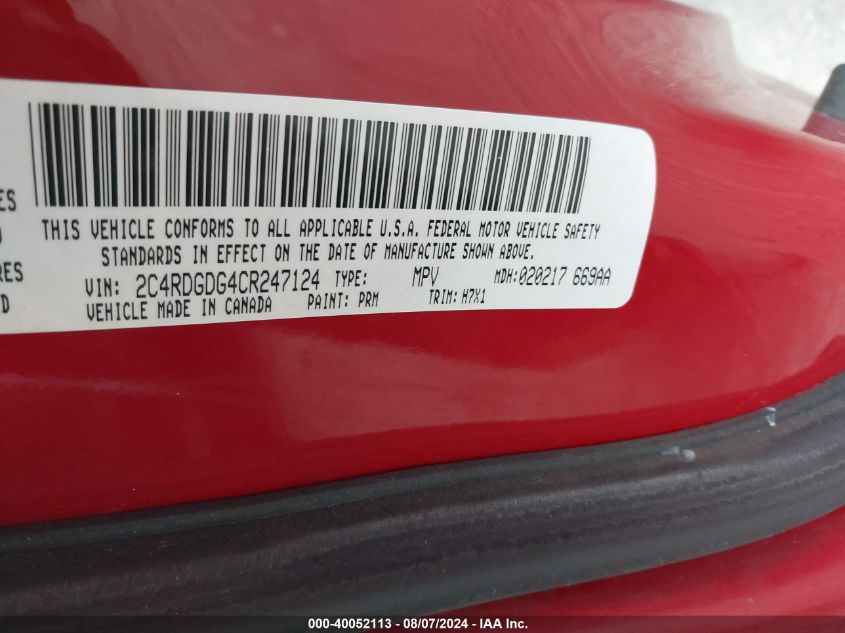 ES
RES
D
THIS VEHICLE CONFORMS TO ALL APPLICABLE U.S.A. FEDERAL MOTOR VEHICLE SAFETY
STANDARDS IN EFFECT ON THE DATE OF MANUFACTURE SHOWN ABOVE.
VIN: 2C4RDGDG4CR247124 TYPE: MPV MDH:020217 669AA
VEHICLE MADE IN CANADA PAINT: PRM TRIM: H7X1
000-40052113 - 08/07/2024 - IAA Inc.